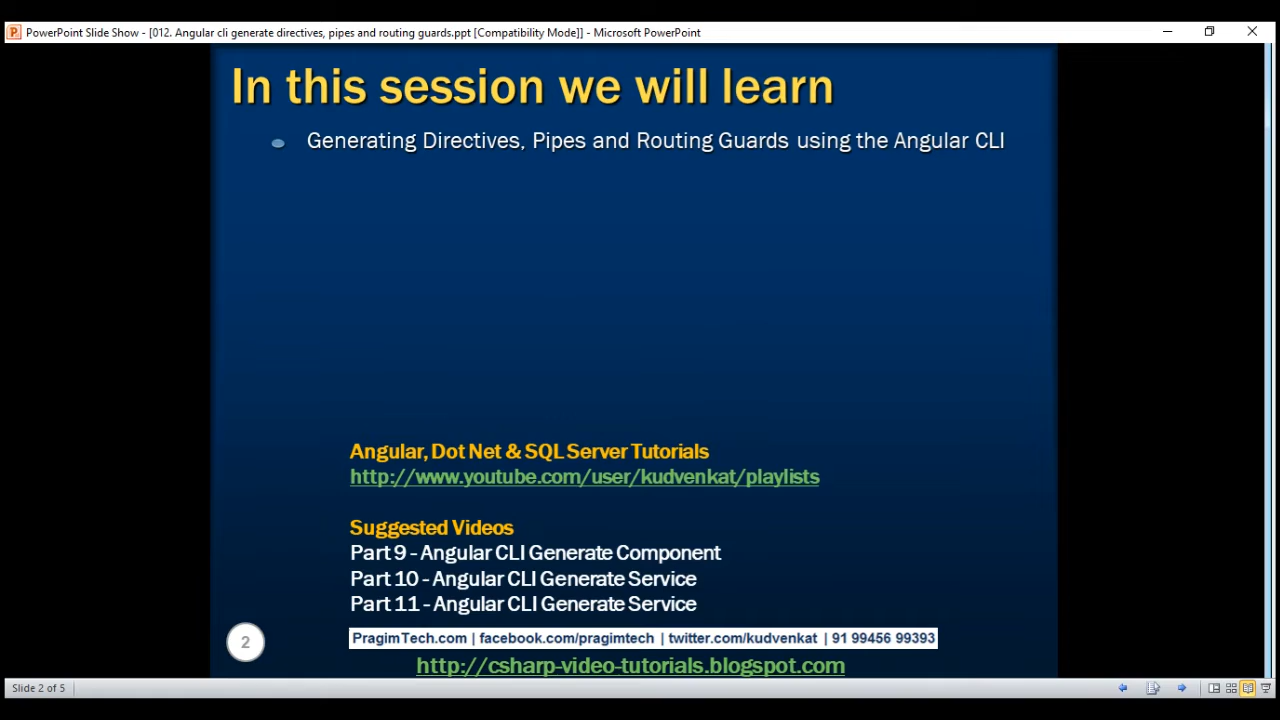 PowerPoint Slide Show - [012. Angular cli generate directives, pipes and routing guards.ppt [Compatibility Mode]] - Microsoft PowerPoint
In this session we will learn
Generating Directives, Pipes and Routing Guards using the Angular CLI
Angular, Dot Net & SQL Server Tutorials
http://www.youtube.com/user/kudvenkat/playlists
Suggested Videos
Part 9 - Angular CLI Generate Component
Part 10 - Angular CLI Generate Service
Part 11 - Angular CLI Generate Service
2
PragimTech.com | facebook.com/pragimtech | twitter.com/kudvenkat | 91 99456 99393
http://csharp-video-tutorials.blogspot.com
Slide 2 of 5